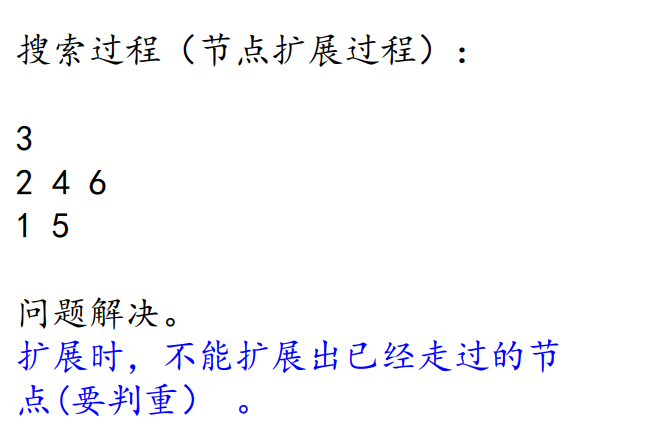 搜索过程（节点扩展过程）：
3
2 4 6
1 5
问题解决。
扩展时，不能扩展出已经走过的节
点(要判重） 。